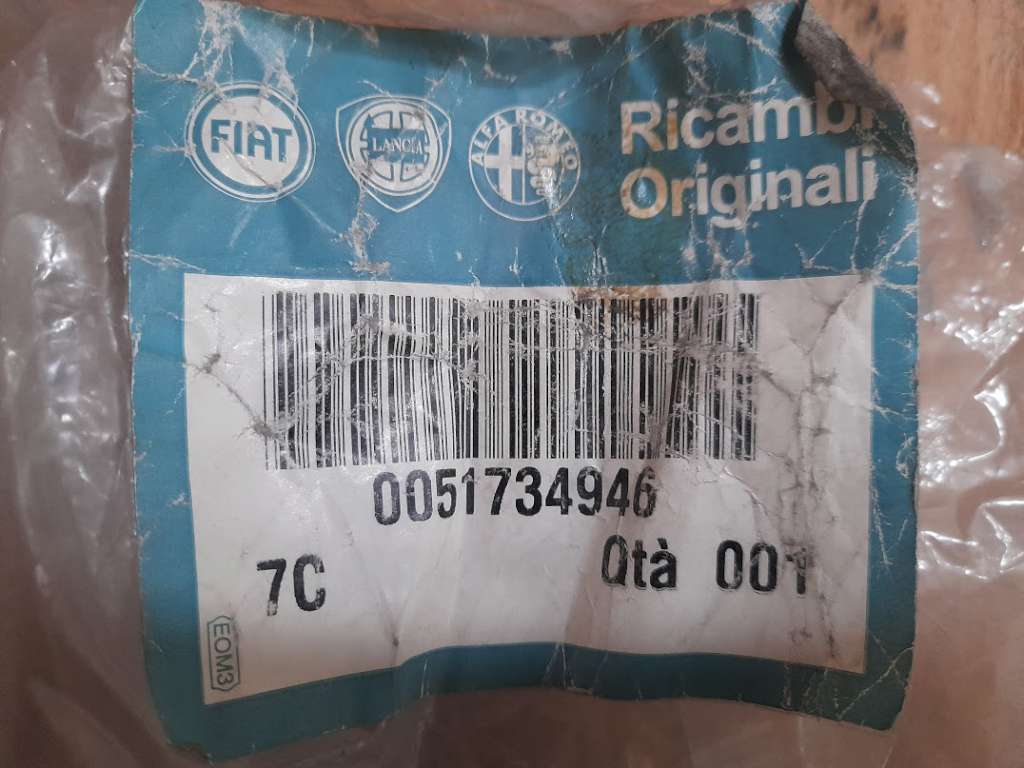 FIAT
LANCIA
ALFA ROMEO
Ricambi
Originali
0051734946
7C
Qtà 001
EOM3